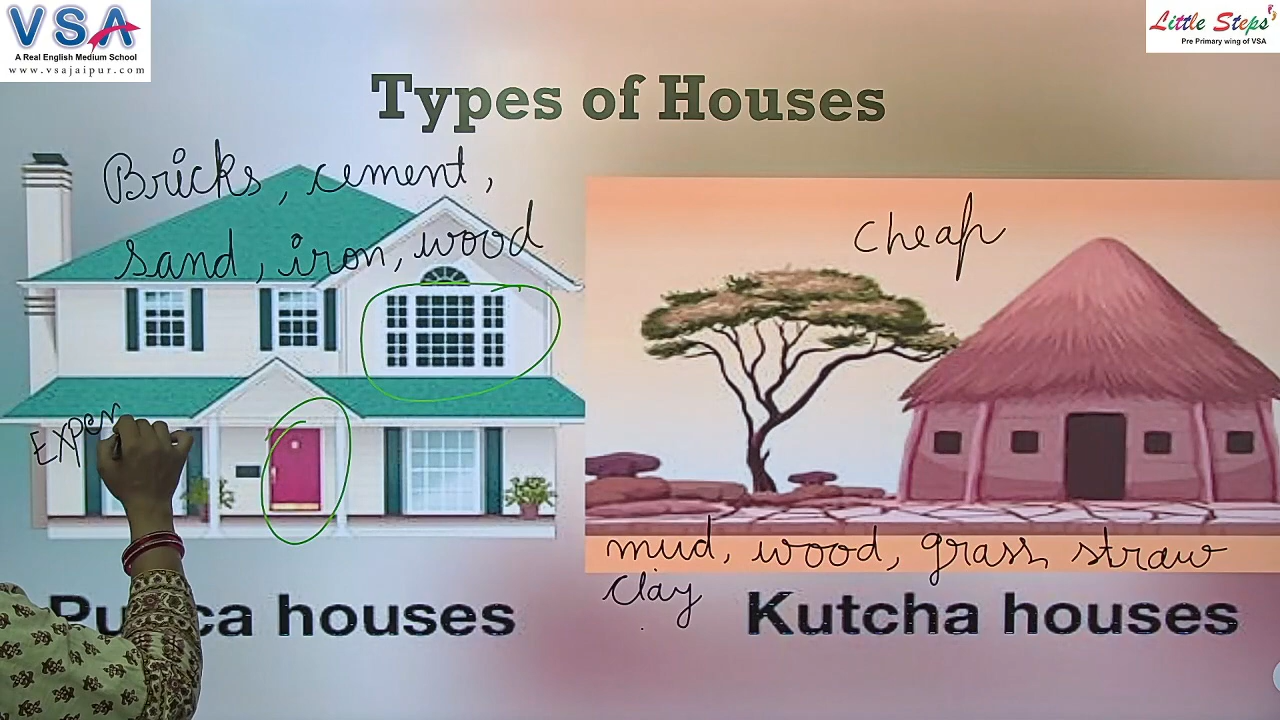 VSA
A Real English Medium School
www.vsajaipur.com
Little Steps
Pre Primary wing of VSA
Types of Houses
Bricks, cement,
sand, iron, wood
cheap
Expen
mud, wood, grass, straw
clay
houses
Kutcha houses